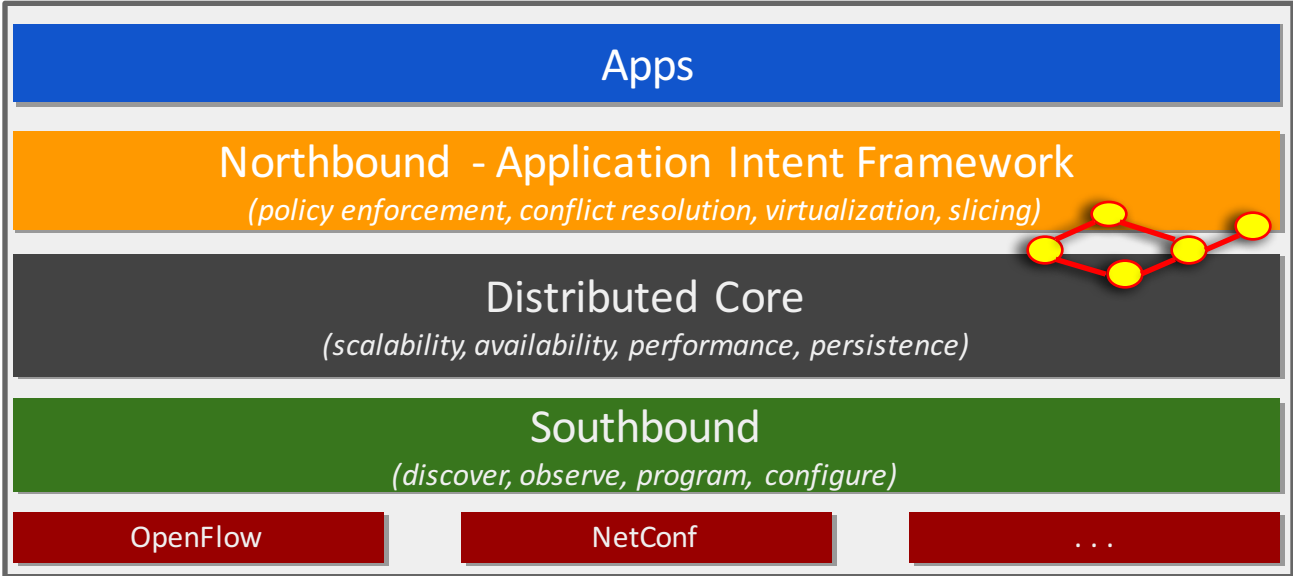 Apps
Northbound - Application Intent Framework
(policy enforcement, conflict resolution, virtualization, slicing)
Distributed Core
(scalability, availability, performance, persistence)
Southbound
(discover, observe, program, configure)
OpenFlow
NetConf
. . .